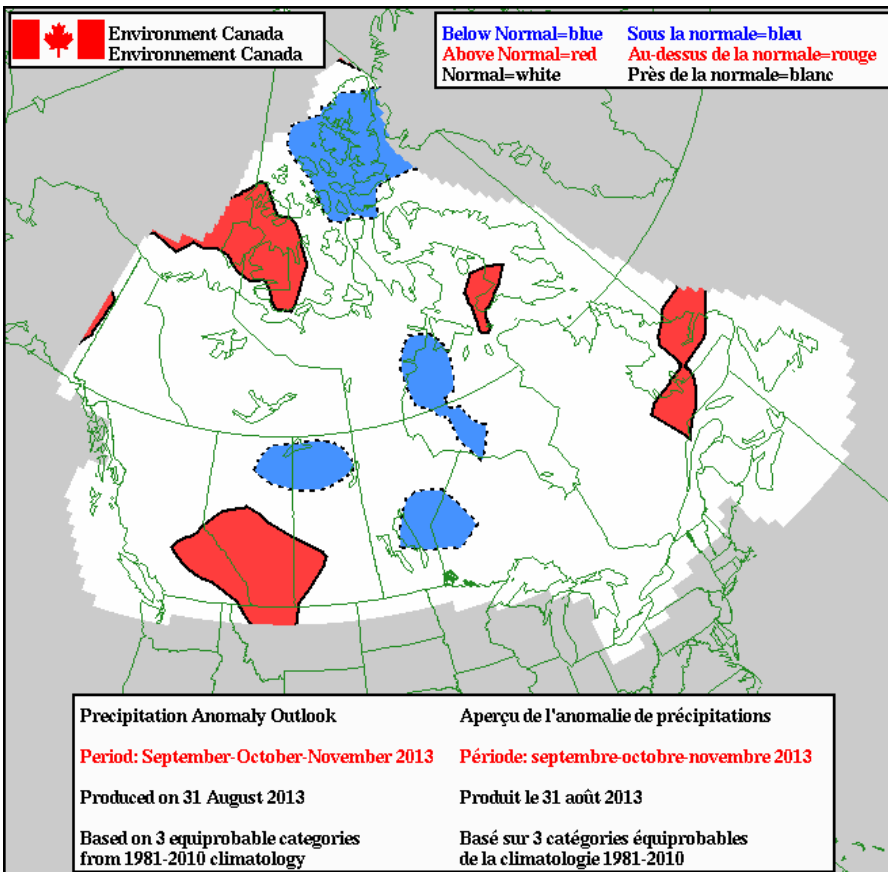 Environment Canada
Environnement Canada
Below Normal=blue Sous la normale=bleu
Above Normal=red Au-dessus de la normale=rouge
Normal=white Près de la normale=blanc
Precipitation Anomaly Outlook Aperçu de l'anomalie de précipitations
Period: September-October-November 2013 Période: septembre-octobre-novembre 2013
Produced on 31 August 2013 Produit le 31 août 2013
Based on 3 equiprobable categories Basé sur 3 catégories équiprobables
from 1981-2010 climatology de la climatologie 1981-2010